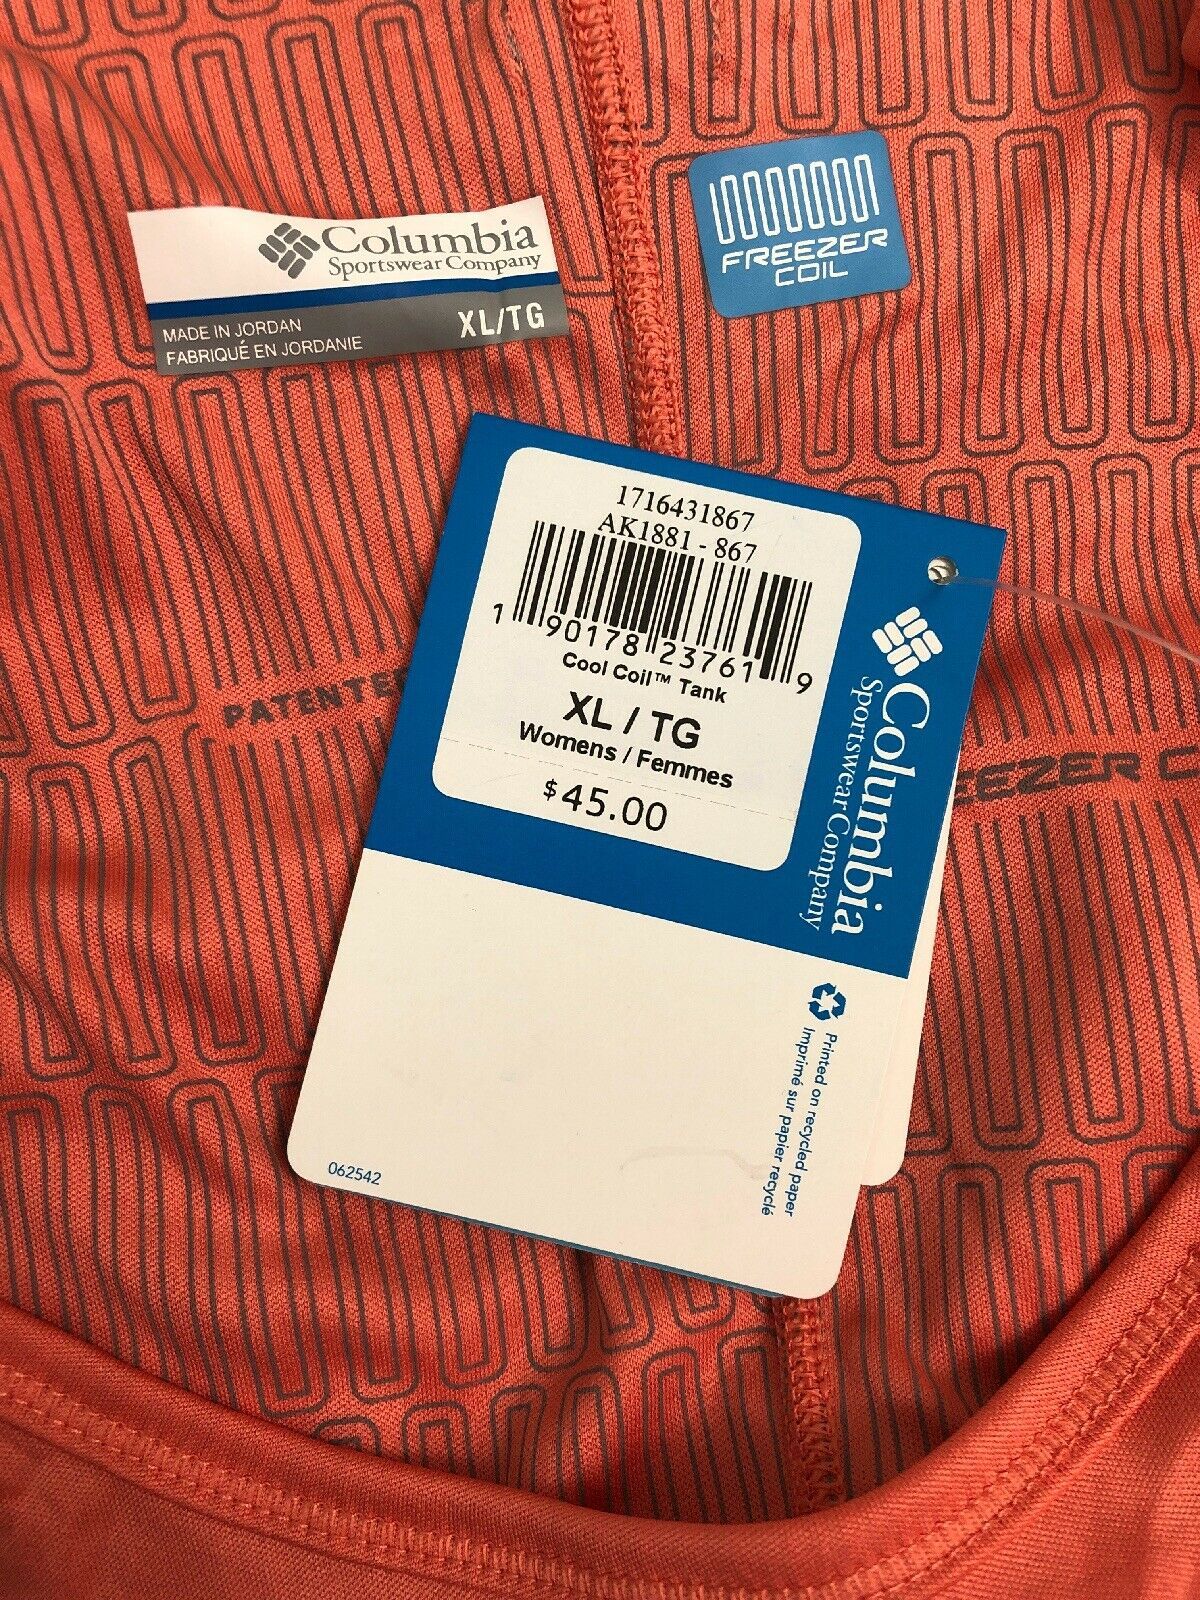 Columbia
Sportswear Company
MADE IN JORDAN
FABRIQUÉ EN JORDANIE
XL/TG
FREEZER
COIL
1716431867
AK1881 - 867
1 90178 23761 9
Cool Coil™ Tank
XL / TG
Womens / Femmes
$45.00
Columbia
Sportswear Company
Printed on recycled paper
Imprimé sur papier recyclé
062542
PATENTE
EEZER C